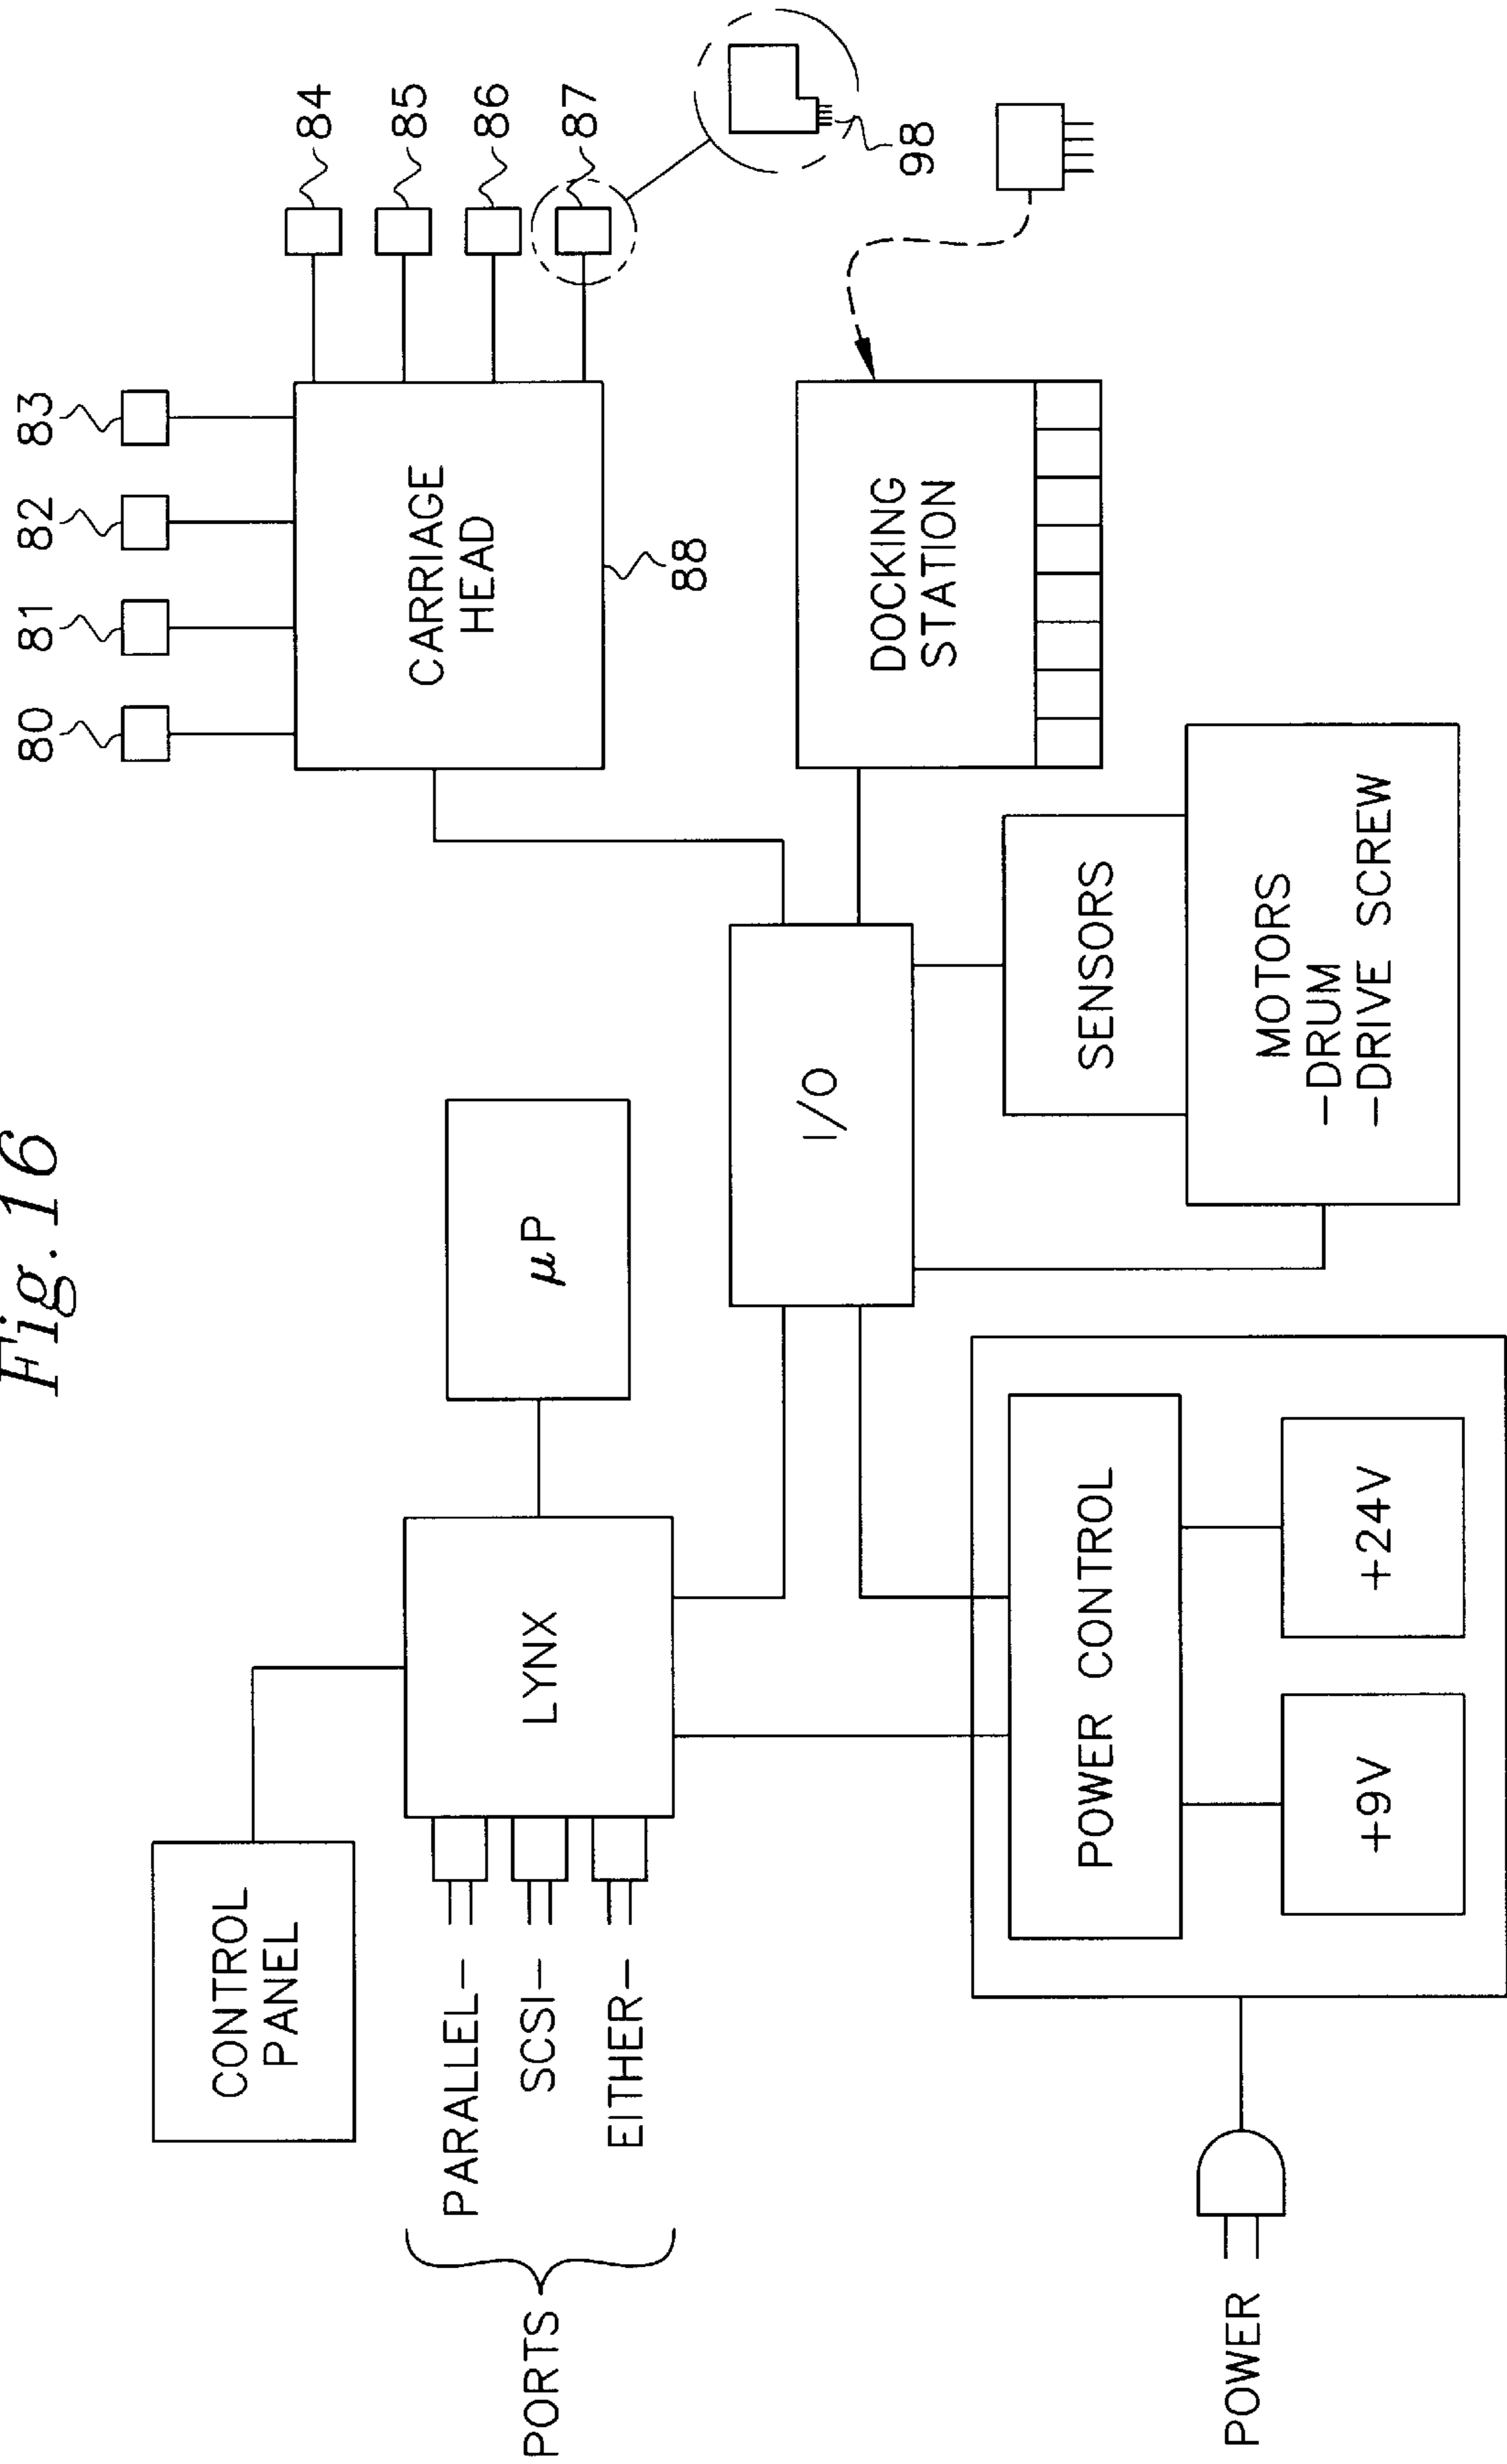 Fig. 16
80
81
82
83
84
85
86
87
98
CARRIAGE
HEAD
88
CONTROL
PANEL
μP
PORTS
PARALLEL-
SCSI-
EITHER-
LYNX
I/O
DOCKING
STATION
SENSORS
MOTORS
-DRUM
-DRIVE SCREW
POWER CONTROL
+9V
+24V
POWER